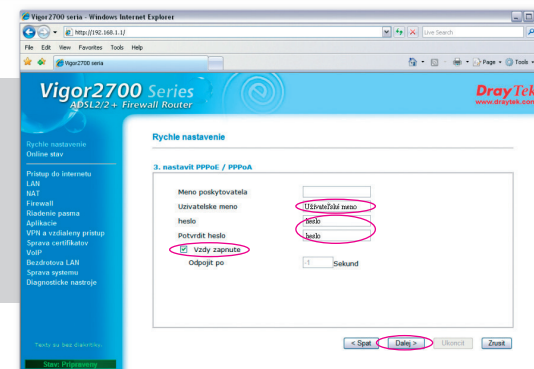 Vigor2700 seria - Windows Internet Explorer
http://192.168.1.1/
Live Search
File Edit View Favorites Tools Help
Vigor2700 seria
Page Tools
Vigor2700 Series
ADSL2/2+ Firewall Router
DrayTek
www.draytek.com
Rychle nastavenie
Online stav
Pristup do internetu
LAN
NAT
Firewall
Riadenie pasma
Aplikacie
VPN a vzdialeny pristup
Sprava certifikatov
VoIP
Bezdrotova LAN
Sprava systemu
Diagnosticke nastroje
Texty su bez diakritiky.
Stav: Pripraveny
Rychle nastavenie
3. nastavit PPPoE / PPPoA
Meno poskytovatela
Uzivatelske meno Užívateľské meno
heslo heslo
Potvrdit heslo heslo
Vzdy zapnute
Odpojit po -1 Sekund
< Spat Dalej > Ukoncit Zrusit